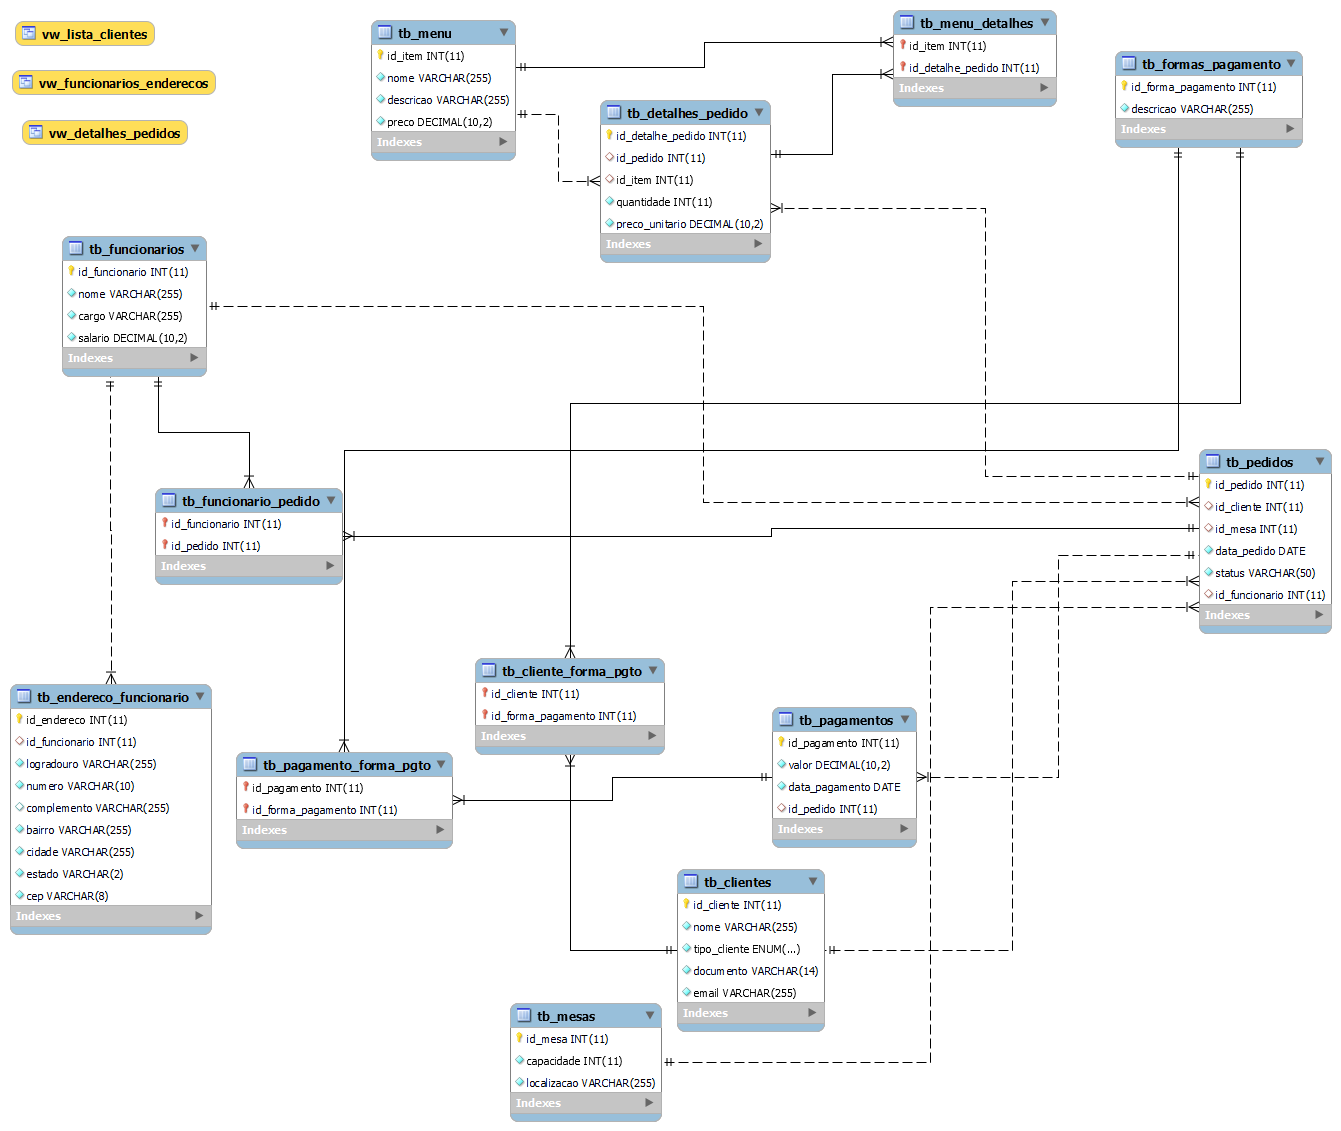 vw_lista_clientes
vw_funcionarios_enderecos
vw_detalhes_pedidos
tb_menu
id_item INT(11)
nome VARCHAR(255)
descricao VARCHAR(255)
preco DECIMAL(10,2)
Indexes
tb_menu_detalhes
id_item INT(11)
id_detalhe_pedido INT(11)
Indexes
tb_formas_pagamento
id_forma_pagamento INT(11)
descricao VARCHAR(255)
Indexes
tb_detalhes_pedido
id_detalhe_pedido INT(11)
id_pedido INT(11)
id_item INT(11)
quantidade INT(11)
preco_unitario DECIMAL(10,2)
Indexes
tb_funcionarios
id_funcionario INT(11)
nome VARCHAR(255)
cargo VARCHAR(255)
salario DECIMAL(10,2)
Indexes
tb_pedidos
id_pedido INT(11)
id_cliente INT(11)
id_mesa INT(11)
data_pedido DATE
status VARCHAR(50)
id_funcionario INT(11)
Indexes
tb_funcionario_pedido
id_funcionario INT(11)
id_pedido INT(11)
Indexes
tb_cliente_forma_pgto
id_cliente INT(11)
id_forma_pagamento INT(11)
Indexes
tb_endereco_funcionario
id_endereco INT(11)
id_funcionario INT(11)
logradouro VARCHAR(255)
numero VARCHAR(10)
complemento VARCHAR(255)
bairro VARCHAR(255)
cidade VARCHAR(255)
estado VARCHAR(2)
cep VARCHAR(8)
Indexes
tb_pagamento_forma_pgto
id_pagamento INT(11)
id_forma_pagamento INT(11)
Indexes
tb_pagamentos
id_pagamento INT(11)
valor DECIMAL(10,2)
data_pagamento DATE
id_pedido INT(11)
Indexes
tb_clientes
id_cliente INT(11)
nome VARCHAR(255)
tipo_cliente ENUM(...)
documento VARCHAR(14)
email VARCHAR(255)
Indexes
tb_mesas
id_mesa INT(11)
capacidade INT(11)
localizacao VARCHAR(255)
Indexes